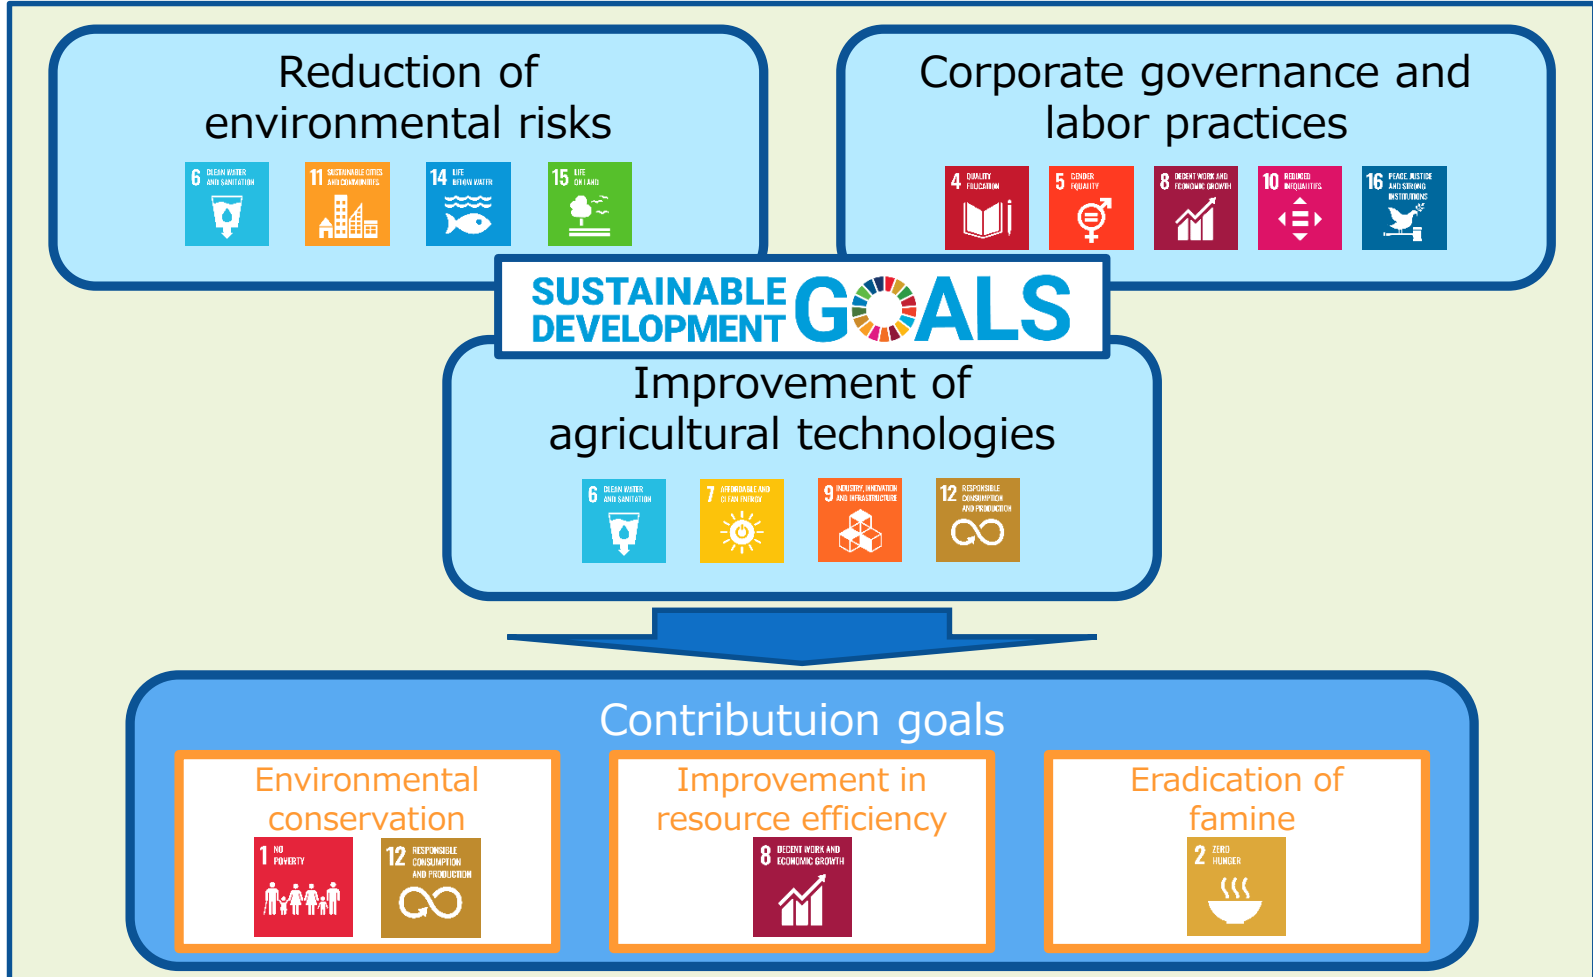 Reduction of
environmental risks
6 CLEAN WATER
AND SANITATION
11 SUSTAINABLE CITIES
AND COMMUNITIES
14 LIFE
BELOW WATER
15 LIFE
ON LAND
Corporate governance and
labor practices
4 QUALITY
EDUCATION
5 GENDER
EQUALITY
8 DECENT WORK AND
ECONOMIC GROWTH
10 REDUCED
INEQUALITIES
16 PEACE, JUSTICE
AND STRONG
INSTITUTIONS
SUSTAINABLE
DEVELOPMENT GOALS
Improvement of
agricultural technologies
6 CLEAN WATER
AND SANITATION
7 AFFORDABLE AND
CLEAN ENERGY
9 INDUSTRY, INNOVATION
AND INFRASTRUCTURE
12 RESPONSIBLE
CONSUMPTION
AND PRODUCTION
Contributuion goals
Environmental
conservation
1 NO
POVERTY
12 RESPONSIBLE
CONSUMPTION
AND PRODUCTION
Improvement in
resource efficiency
8 DECENT WORK AND
ECONOMIC GROWTH
Eradication of
famine
2 ZERO
HUNGER